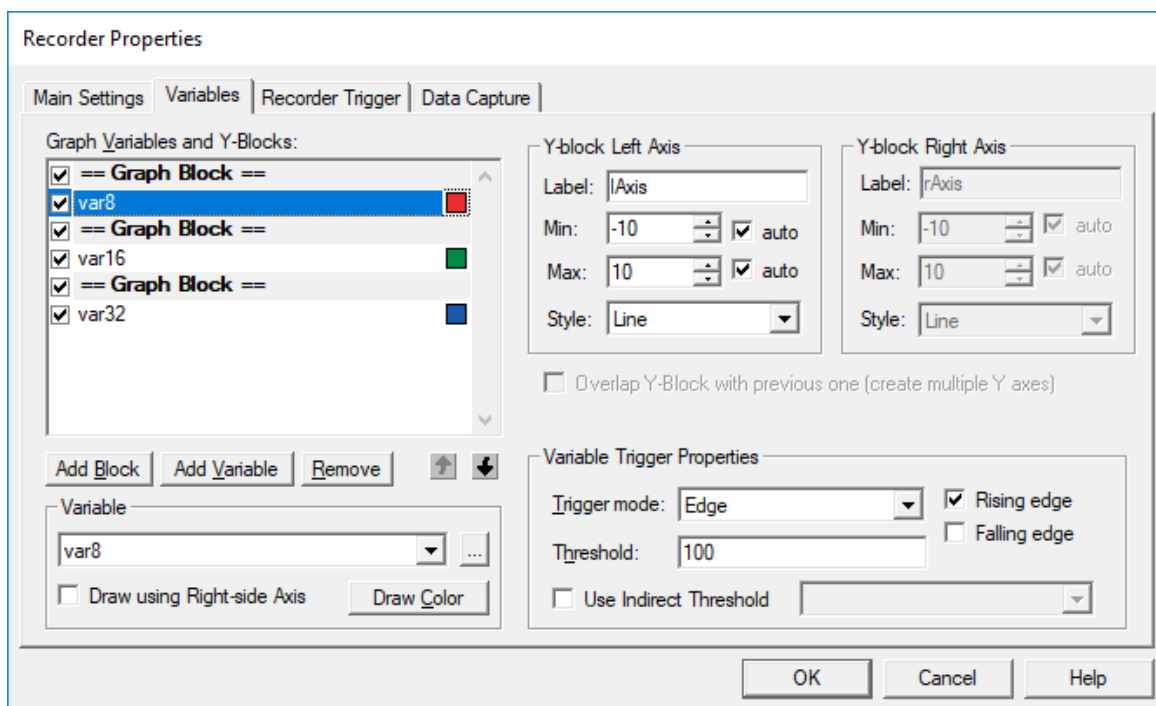 Recorder Properties
Main Settings Variables Recorder Trigger Data Capture
Graph Variables and Y-Blocks:
== Graph Block ==
var8
== Graph Block ==
var16
== Graph Block ==
var32
Add Block Add Variable Remove
Variable
var8 ...
Draw using Right-side Axis Draw Color
Y-block Left Axis
Label: lAxis
Min: -10 auto
Max: 10 auto
Style: Line
Y-block Right Axis
Label: rAxis
Min: -10 auto
Max: 10 auto
Style: Line
Overlap Y-Block with previous one (create multiple Y axes)
Variable Trigger Properties
Trigger mode: Edge Rising edge
Falling edge
Threshold: 100
Use Indirect Threshold
OK Cancel Help